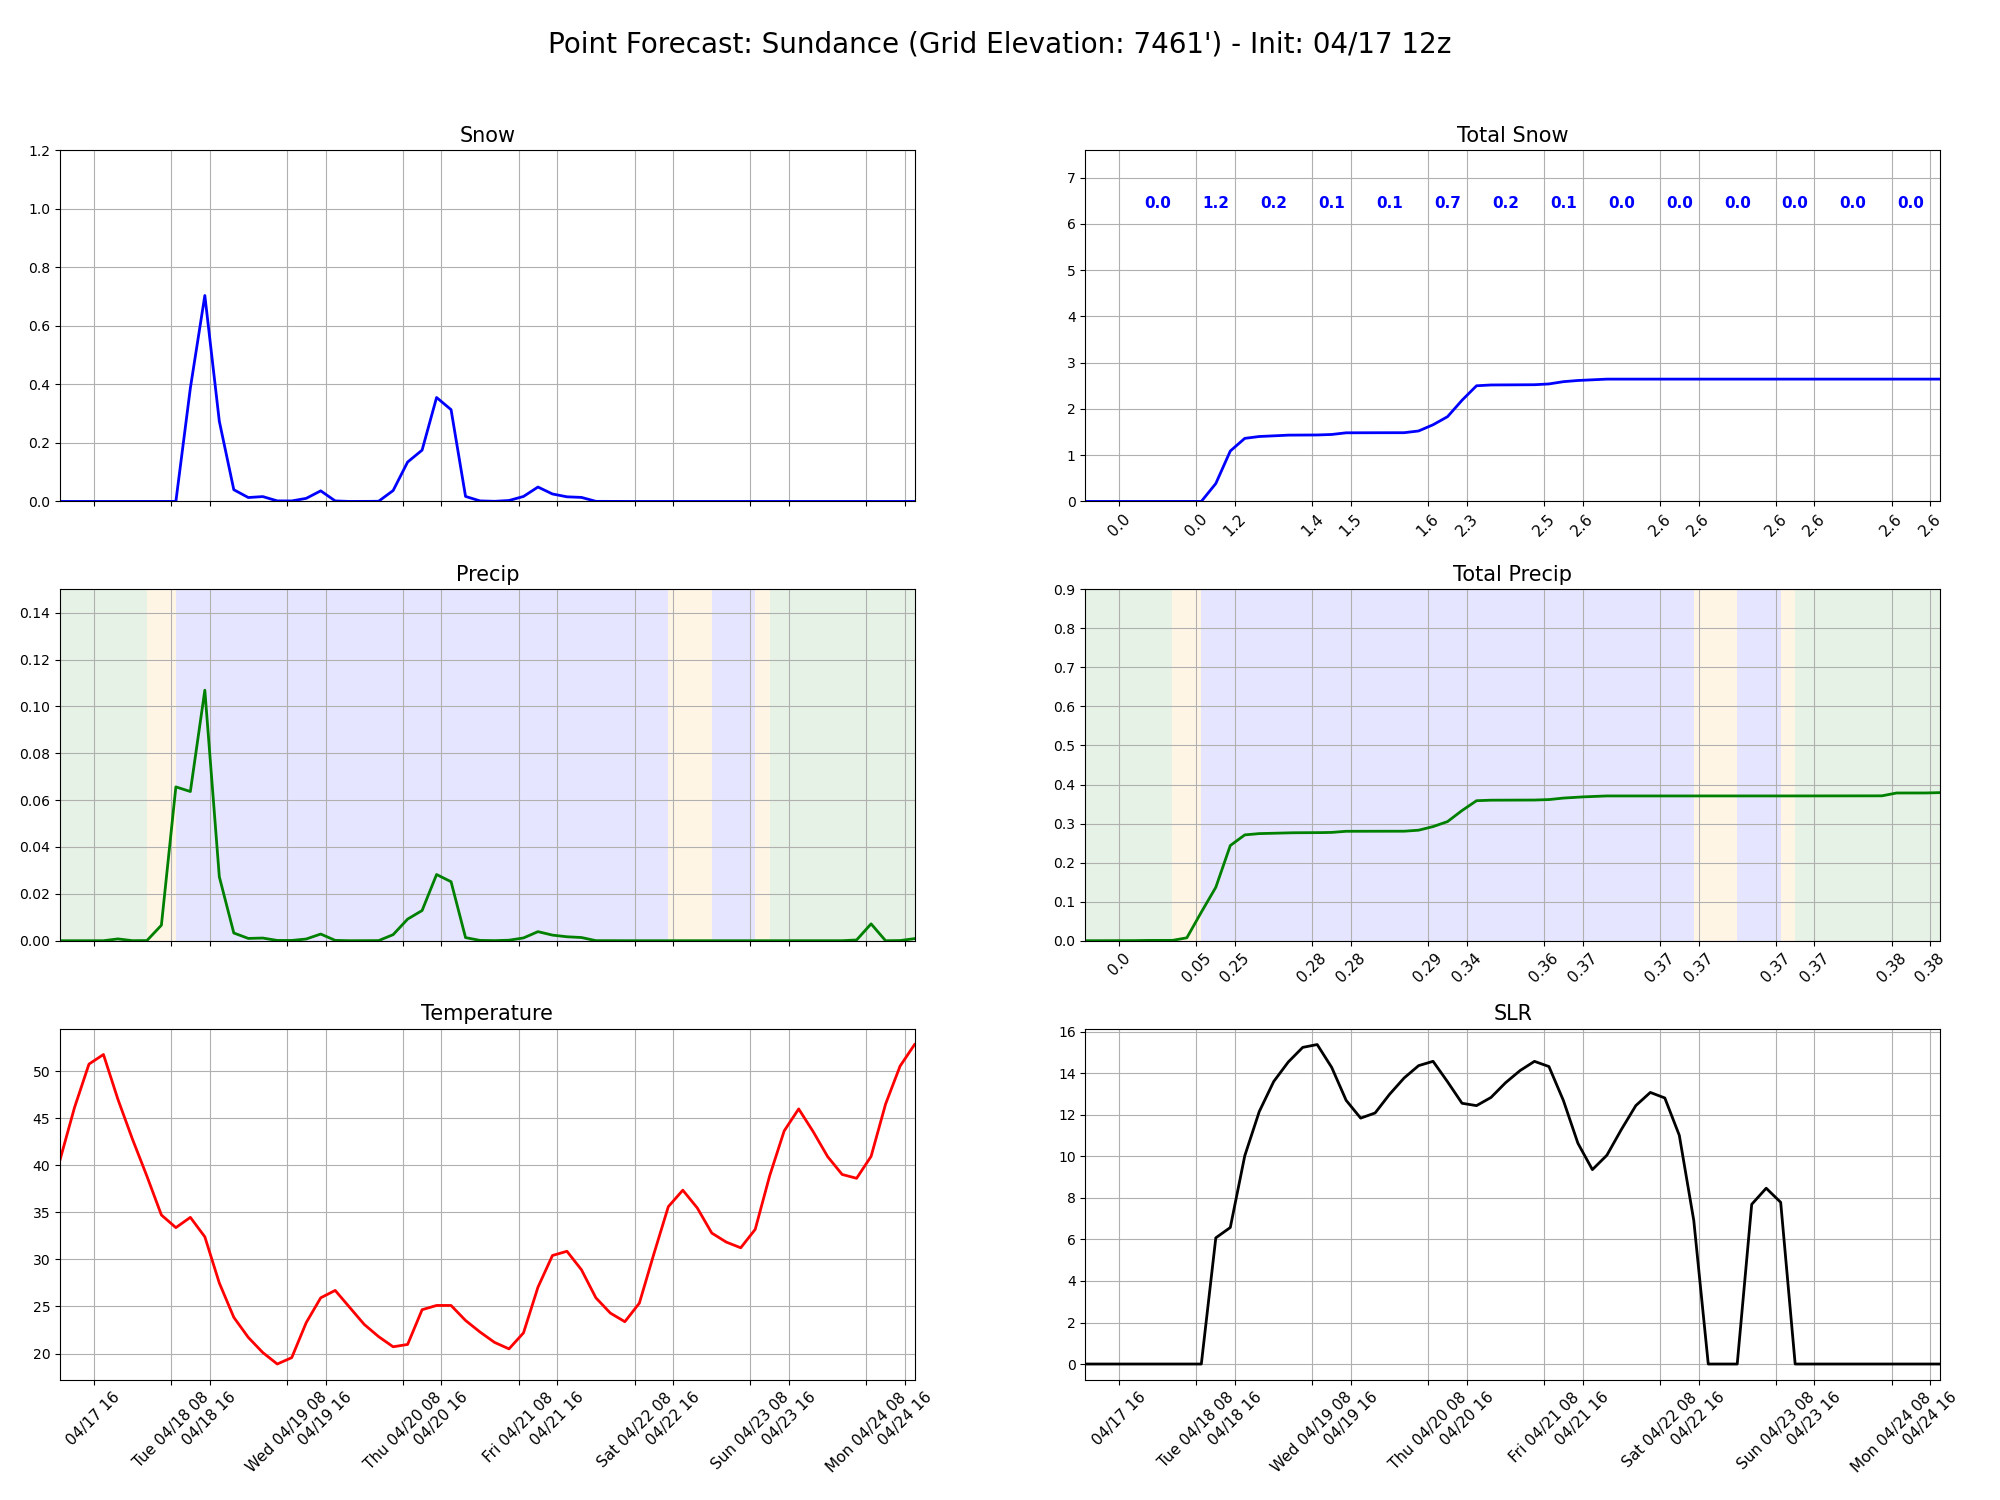 Point Forecast: Sundance (Grid Elevation: 7461') - Init: 04/17 12z
Snow
1.2
1.0
0.8
0.6
0.4
0.2
0.0
Total Snow
7
6
5
4
3
2
1
0
0.0 1.2 0.2 0.1 0.1 0.7 0.2 0.1 0.0 0.0 0.0 0.0 0.0 0.0
0.0 0.0 1.2 1.4 1.5 1.6 2.3 2.5 2.6 2.6 2.6 2.6 2.6 2.6 2.6
Precip
0.14
0.12
0.10
0.08
0.06
0.04
0.02
0.00
Total Precip
0.9
0.8
0.7
0.6
0.5
0.4
0.3
0.2
0.1
0.0
0.0 0.05 0.25 0.28 0.28 0.29 0.34 0.36 0.37 0.37 0.37 0.37 0.37 0.38 0.38
Temperature
50
45
40
35
30
25
20
04/17 16
Tue 04/18 08
04/18 16
Wed 04/19 08
04/19 16
Thu 04/20 08
04/20 16
Fri 04/21 08
04/21 16
Sat 04/22 08
04/22 16
Sun 04/23 08
04/23 16
Mon 04/24 08
04/24 16
SLR
16
14
12
10
8
6
4
2
0
04/17 16
Tue 04/18 08
04/18 16
Wed 04/19 08
04/19 16
Thu 04/20 08
04/20 16
Fri 04/21 08
04/21 16
Sat 04/22 08
04/22 16
Sun 04/23 08
04/23 16
Mon 04/24 08
04/24 16